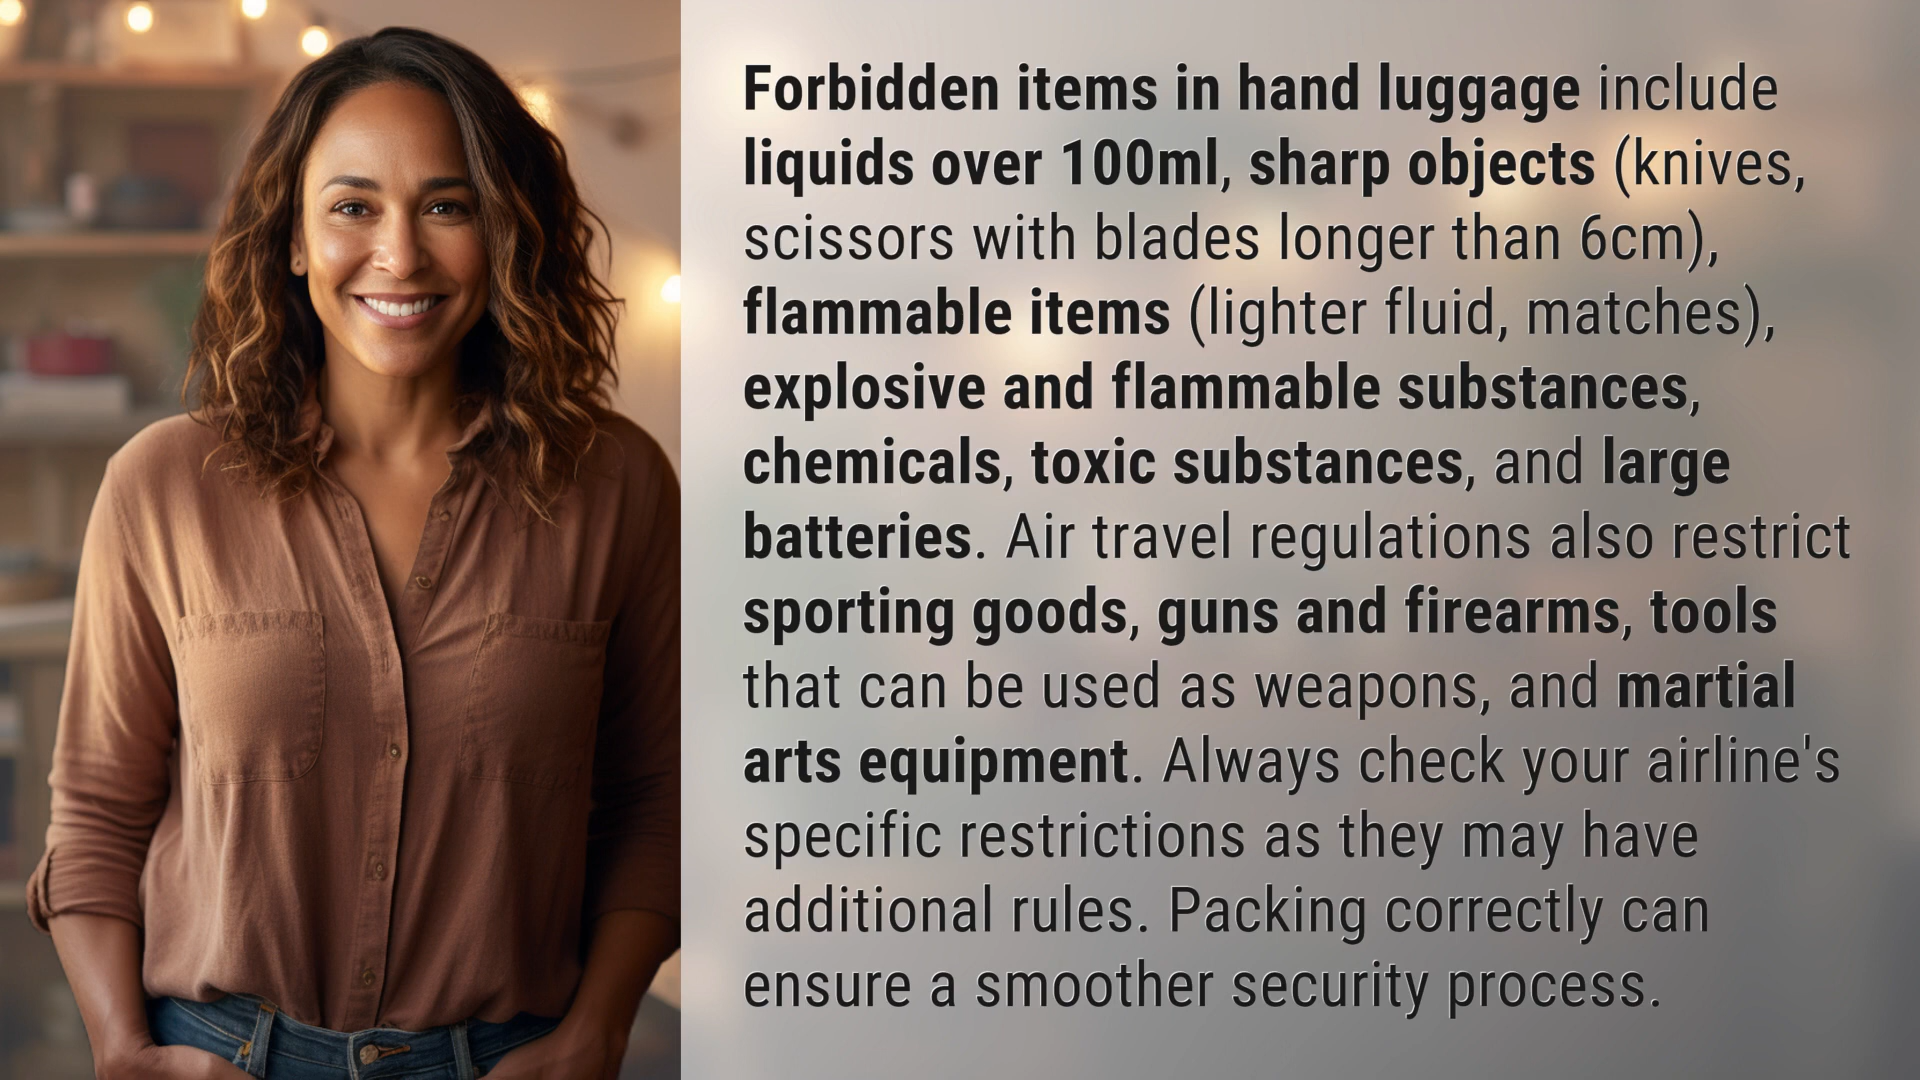 Forbidden items in hand luggage include
liquids over 100ml, sharp objects (knives,
scissors with blades longer than 6cm),
flammable items (lighter fluid, matches),
explosive and flammable substances,
chemicals, toxic substances, and large
batteries. Air travel regulations also restrict
sporting goods, guns and firearms, tools
that can be used as weapons, and martial
arts equipment. Always check your airline's
specific restrictions as they may have
additional rules. Packing correctly can
ensure a smoother security process.